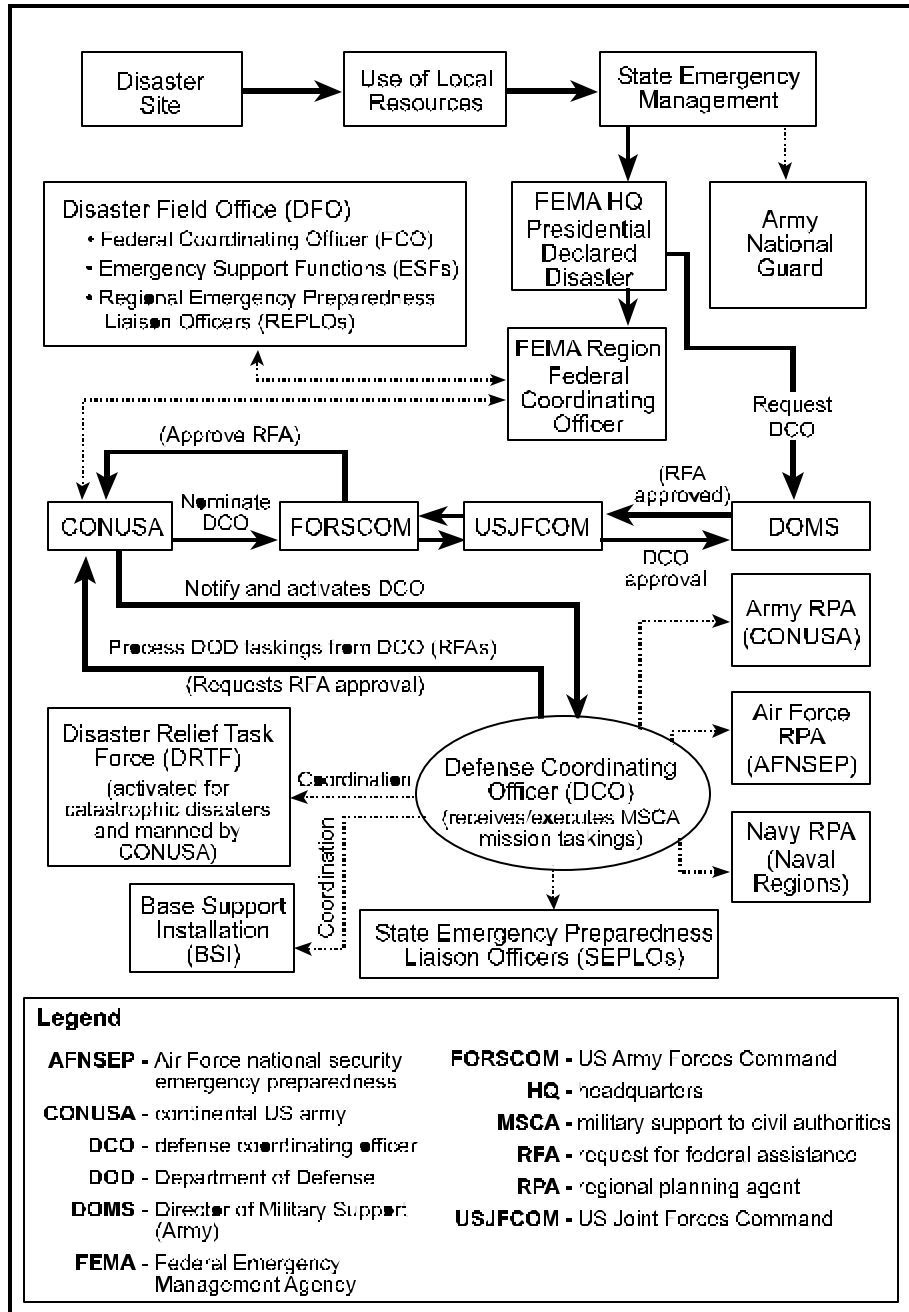 Disaster
Site
Use of Local
Resources
State Emergency
Management
Disaster Field Office (DFO)
• Federal Coordinating Officer (FCO)
• Emergency Support Functions (ESFs)
• Regional Emergency Preparedness
Liaison Officers (REPLOs)
FEMA HQ
Presidential
Declared
Disaster
Army
National
Guard
FEMA Region
Federal
Coordinating
Officer
Request
DCO
(Approve RFA)
(RFA
approved)
Nominate
DCO
CONUSA
FORSCOM
USJFCOM
DOMS
DCO
approval
Notify and activates DCO
Process DOD taskings from DCO (RFAs)
(Requests RFA approval)
Army RPA
(CONUSA)
Air Force
RPA
(AFNSEP)
Navy RPA
(Naval
Regions)
Disaster Relief Task
Force (DRTF)
(activated for
catastrophic disasters
and manned by
CONUSA)
Coordination
Defense Coordinating
Officer (DCO)
(receives/executes MSCA
mission taskings)
Coordination
Base Support
Installation
(BSI)
State Emergency Preparedness
Liaison Officers (SEPLOs)
Legend
AFNSEP - Air Force national security
emergency preparedness
CONUSA - continental US army
DCO - defense coordinating officer
DOD - Department of Defense
DOMS - Director of Military Support
(Army)
FEMA - Federal Emergency
Management Agency
FORSCOM - US Army Forces Command
HQ - headquarters
MSCA - military support to civil authorities
RFA - request for federal assistance
RPA - regional planning agent
USJFCOM - US Joint Forces Command